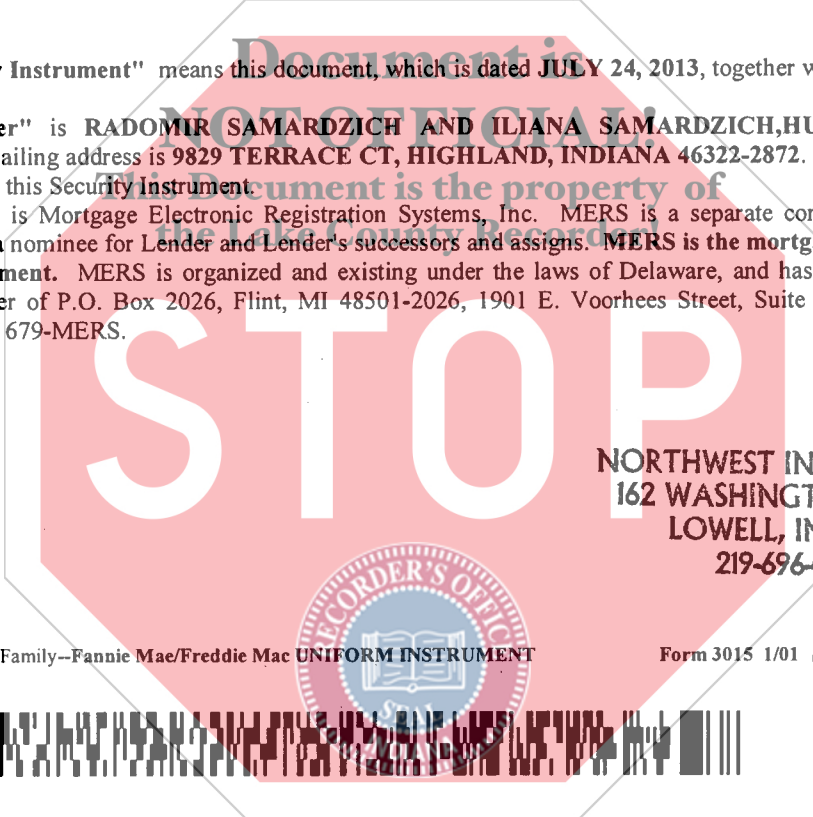 Document is
Instrument" means this document, which is dated JULY 24, 2013, together
NOT OFFICIAL!
er" is RADOMIR SAMARDZICH AND ILIANA SAMARDZICH,HU
ailing address is 9829 TERRACE CT, HIGHLAND, INDIANA 46322-2872.
this Security Instrument.
This Document is the property of
is Mortgage Electronic Registration Systems, Inc. MERS is a separate cor
the Lake County Recorder!
nominee for Lender and Lender's successors and assigns. MERS is the mortg
ment. MERS is organized and existing under the laws of Delaware, and has
er of P.O. Box 2026, Flint, MI 48501-2026, 1901 E. Voorhees Street, Suite
679-MERS.
STOP
NORTHWEST IN
162 WASHINGT
LOWELL, IN
219-696-
RECORDER'S OFFICE
Family--Fannie Mae/Freddie Mac UNIFORM INSTRUMENT
Form 3015 1/01
SEAL
INDIANA